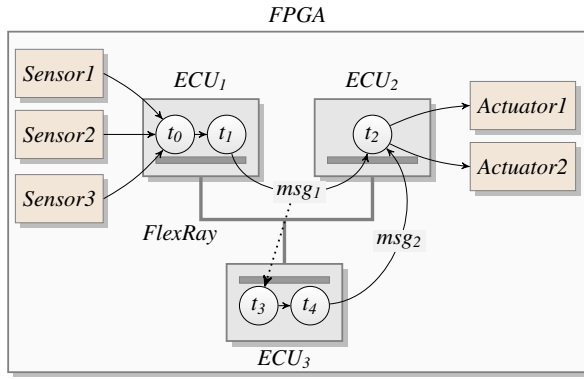 FPGA
Sensor1
Sensor2
Sensor3
ECU1
t0
t1
ECU2
t2
Actuator1
Actuator2
msg1
FlexRay
msg2
t3
t4
ECU3